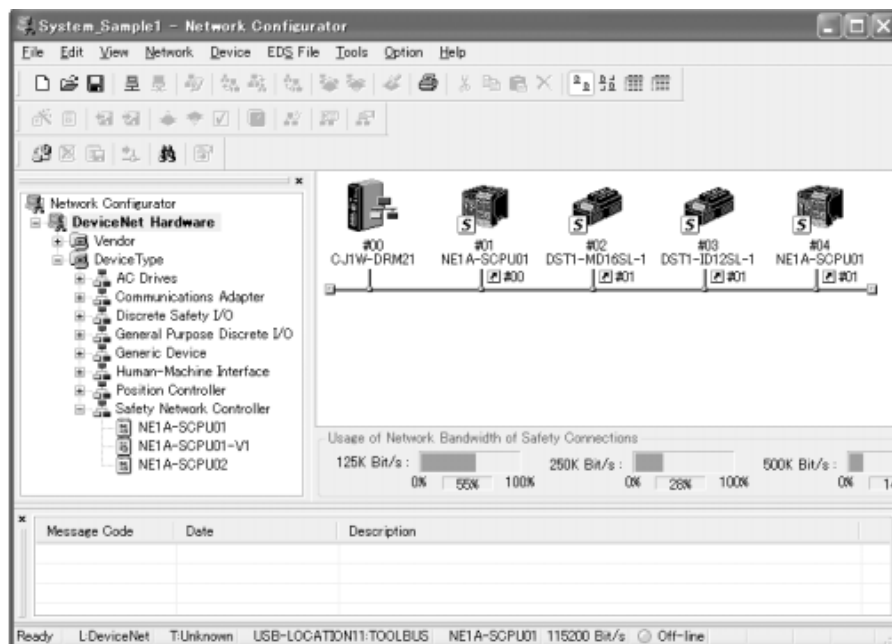 System_Sample1 - Network Configurator
File Edit View Network Device EDS File Tools Option Help
Network Configurator
DeviceNet Hardware
Vendor
DeviceType
AC Drives
Communications Adapter
Discrete Safety I/O
General Purpose Discrete I/O
Generic Device
Human-Machine Interface
Position Controller
Safety Network Controller
NE1A-SCPU01
NE1A-SCPU01-V1
NE1A-SCPU02
#00 #01 #02 #03 #04
CJ1W-DRM21 NE1A-SCPU01 DST1-MD16SL-1 DST1-ID12SL-1 NE1A-SCPU01
#00 #01 #01 #01
Usage of Network Bandwidth of Safety Connections
125K Bit/s : 250K Bit/s : 500K Bit/s :
0% 55% 100% 0% 28% 100% 0%
Message Code Date Description
Ready L:DeviceNet T:Unknown USB-LOCATION11:TOOLBUS NE1A-SCPU01 115200 Bit/s Off-line